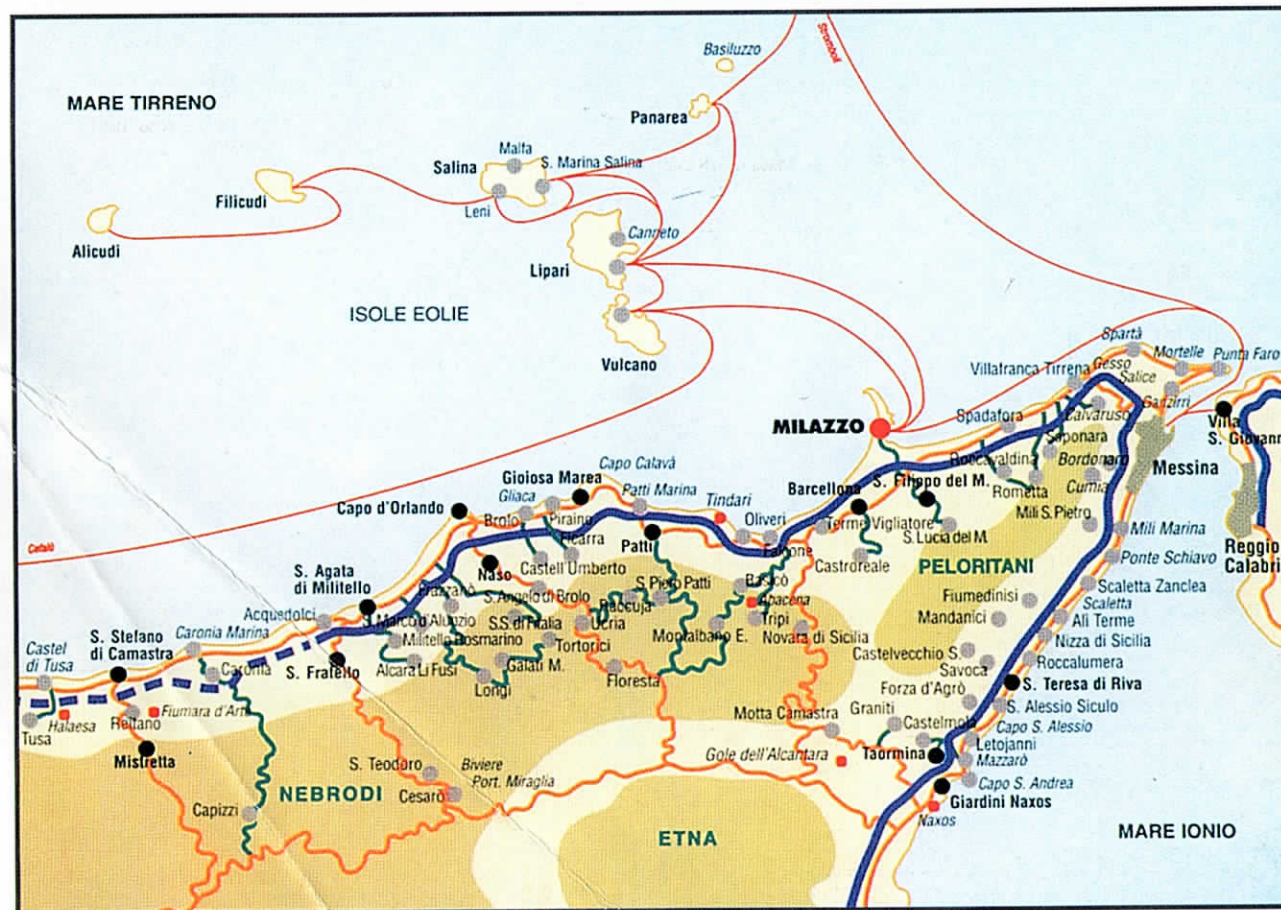 Stromboli
Basiluzzo
MARE TIRRENO
Panarea
Malfa
Salina
S. Marina Salina
Filicudi
Leni
Alicudi
Canneto
Lipari
ISOLE EOLIE
Vulcano
Spartà
Mortelle
Punta Faro
Gesso
Villafranca Tirrena
Salice
Ganzirri
Calvaruso
Spadafora
MILAZZO
Villa
S. Giovanni
Saponara
Messina
Roccavaldina
Bordonaro
Rometta
Cumia
Capo Calavà
Gioiosa Marea
Patti Marina
Gliaca
Tindari
Barcellona
S. Filippo del M.
Capo d'Orlando
Brolo
Piraino
Oliveri
Terme Vigliatore
S. Lucia del M.
Mili S. Pietro
Mili Marina
Cefalù
Ficarra
Patti
Falcone
Castroreale
Ponte Schiavo
Reggio
Calabria
Naso
Castell Umberto
PELORITANI
S. Agata
di Militello
Frazzanò
S. Angelo di Brolo
S. Piero Patti
Basicò
Scaletta Zanclea
Raccuja
Abacena
Fiumedinisi
Scaletta
Acquedolci
S. Marco d'Alunzio
S.S. di Fitalia
Ucria
Tripi
Mandanici
Alì Terme
Caronia Marina
Militello Rosmarino
Tortorici
Montalbano E.
Novara di Sicilia
Nizza di Sicilia
Castel
di Tusa
S. Stefano
di Camastra
Caronia
S. Fratello
Alcara Li Fusi
Galati M.
Longi
Floresta
Castelvecchio S.
Savoca
Roccalumera
S. Teresa di Riva
Forza d'Agrò
Tusa
Halaesa
Reitano
Fiumara d'Arte
Motta Camastra
Graniti
S. Alessio Siculo
Castelmola
Capo S. Alessio
Mistretta
Gole dell'Alcantara
Taormina
Letojanni
Mazzarò
S. Teodoro
Biviere
Port. Miraglia
Capo S. Andrea
NEBRODI
Cesarò
Giardini Naxos
Capizzi
Naxos
ETNA
MARE IONIO